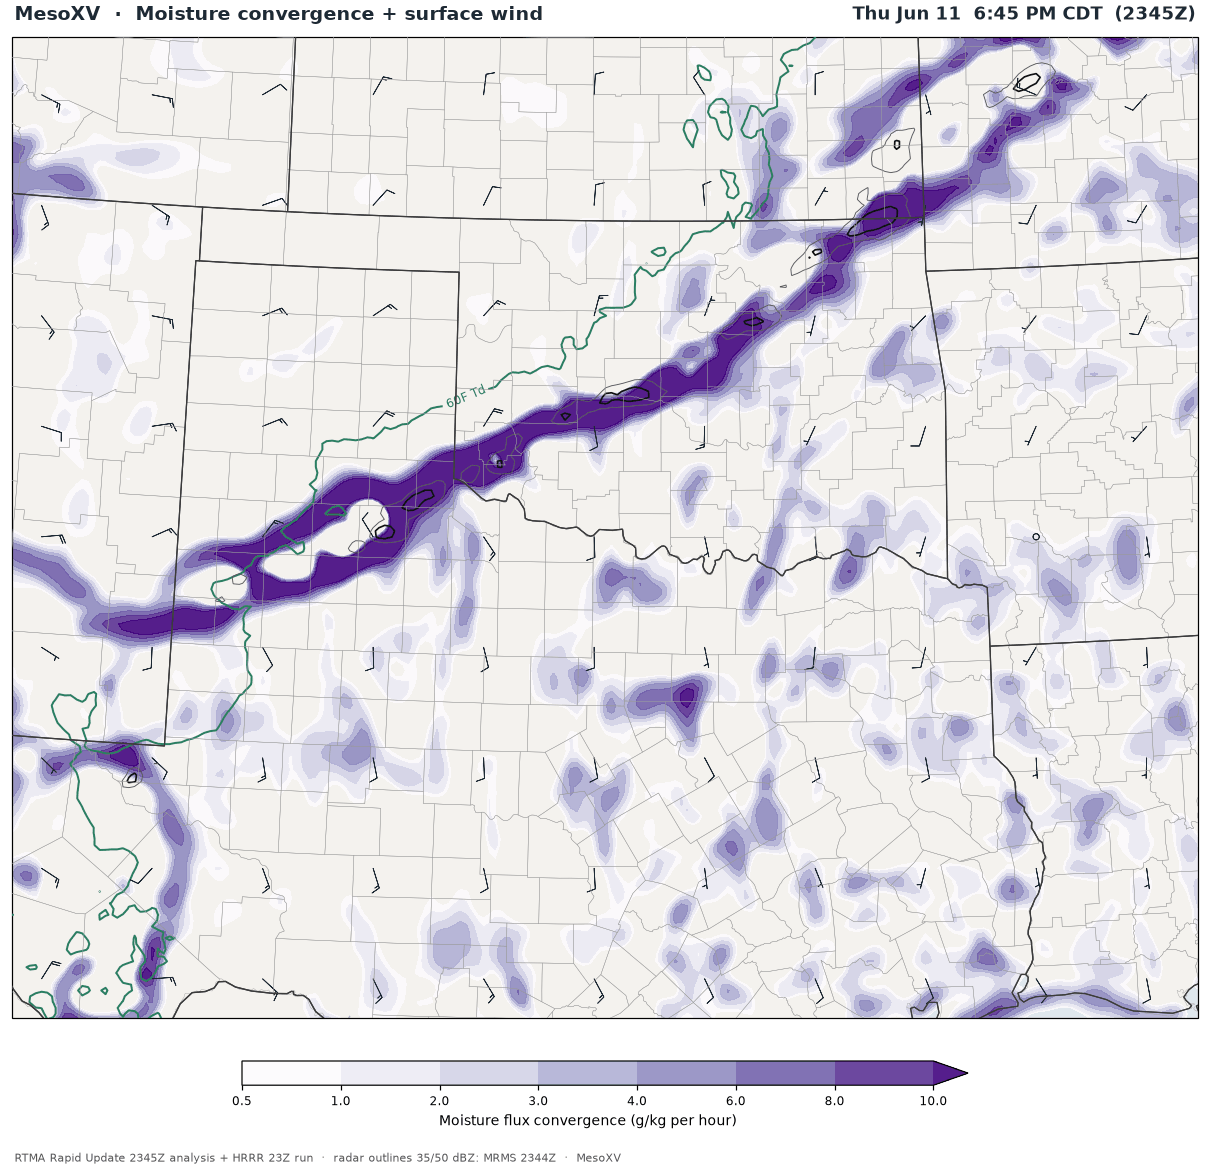 MesoXV · Moisture convergence + surface wind
Thu Jun 11 6:45 PM CDT (2345Z)
60F Td
0.5 1.0 2.0 3.0 4.0 6.0 8.0 10.0
Moisture flux convergence (g/kg per hour)
RTMA Rapid Update 2345Z analysis + HRRR 23Z run · radar outlines 35/50 dBZ: MRMS 2344Z · MesoXV